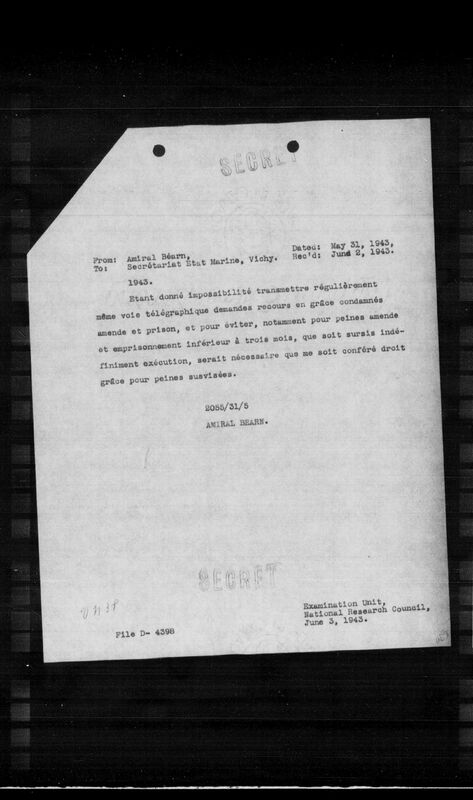 SECRET
From: Amiral Béarn, Dated: May 31, 1943,
To: Secrétariat Etat Marine, Vichy. Rec'd: June 2, 1943.
1943.
Etant donné impossibilité transmettre régulièrement
même voie télégraphique demandes recours en grâce condamnés
amende et prison, et pour éviter, notamment pour peines amende
et emprisonnement inférieur à trois mois, que soit sursis indé-
finiment exécution, serait nécessaire que me soit conféré droit
grâce pour peines susvisées.
2055/31/5
AMIRAL BEARN.
SECRET
Examination Unit,
National Research Council,
June 3, 1943.
File D- 4398